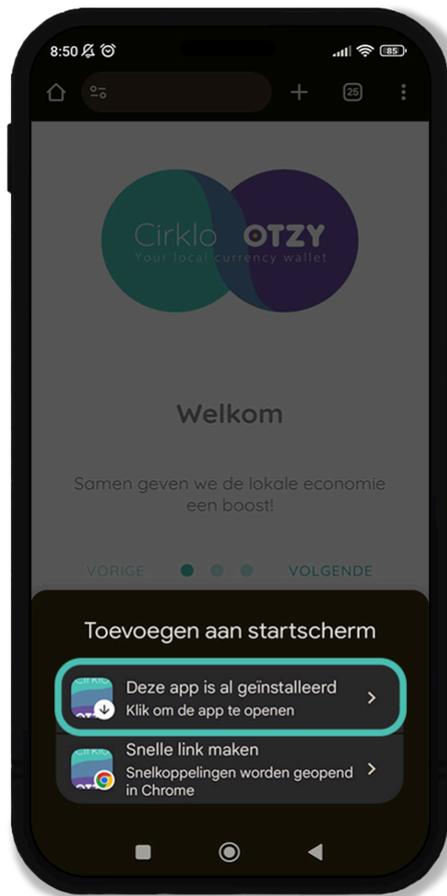 8:50
85
25
Cirklo OTZY
Your local currency wallet
Welkom
Samen geven we de lokale economie
een boost!
VORIGE VOLGENDE
Toevoegen aan startscherm
Deze app is al geïnstalleerd
Klik om de app te openen
Snelle link maken
Snelkoppelingen worden geopend
in Chrome